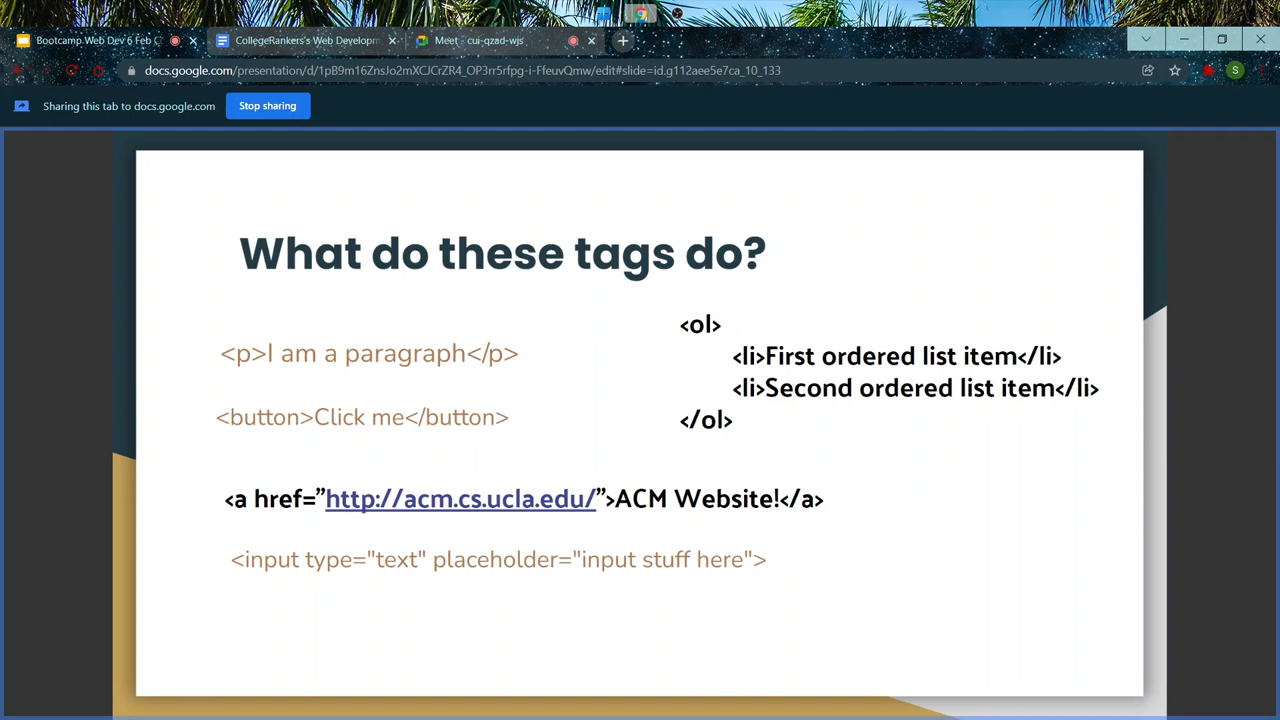 Bootcamp Web Dev 6 Feb
CollegeRankers's Web Developm
Meet - cui-qzad-wjs
docs.google.com/presentation/d/1pB9m16ZnsJo2mXCJCrZR4_OP3rr5rfpg-i-FfeuvQmw/edit#slide=id.g112aee5e7ca_10_133
S
Sharing this tab to docs.google.com
Stop sharing
What do these tags do?
<p>I am a paragraph</p>
<button>Click me</button>
<ol>
<li>First ordered list item</li>
<li>Second ordered list item</li>
</ol>
<a href=”http://acm.cs.ucla.edu/”>ACM Website!</a>
<input type="text" placeholder="input stuff here">